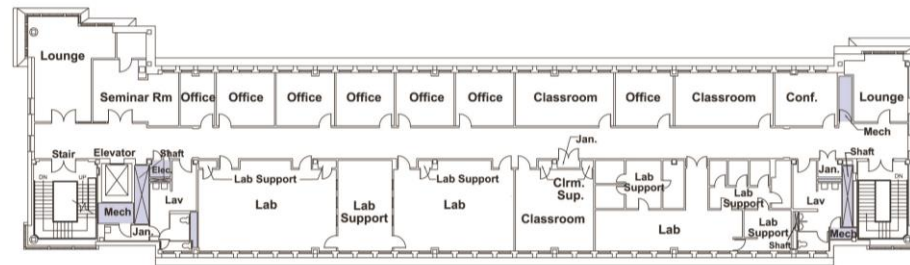 Lounge
Seminar Rm
Office
Office
Office
Office
Office
Office
Classroom
Office
Classroom
Conf.
Lounge
Mech
Jan.
Stair
Elevator
Shaft
Shaft
DN
UP
Elec.
Lab Support
Lab Support
Clrm.
Sup.
Lab
Support
Lab
Support
Jan.
DN
Mech
Lav
Lab
Lab
Support
Lab
Classroom
Lab
Lab
Support
Lav
Jan.
Shaft
Mech